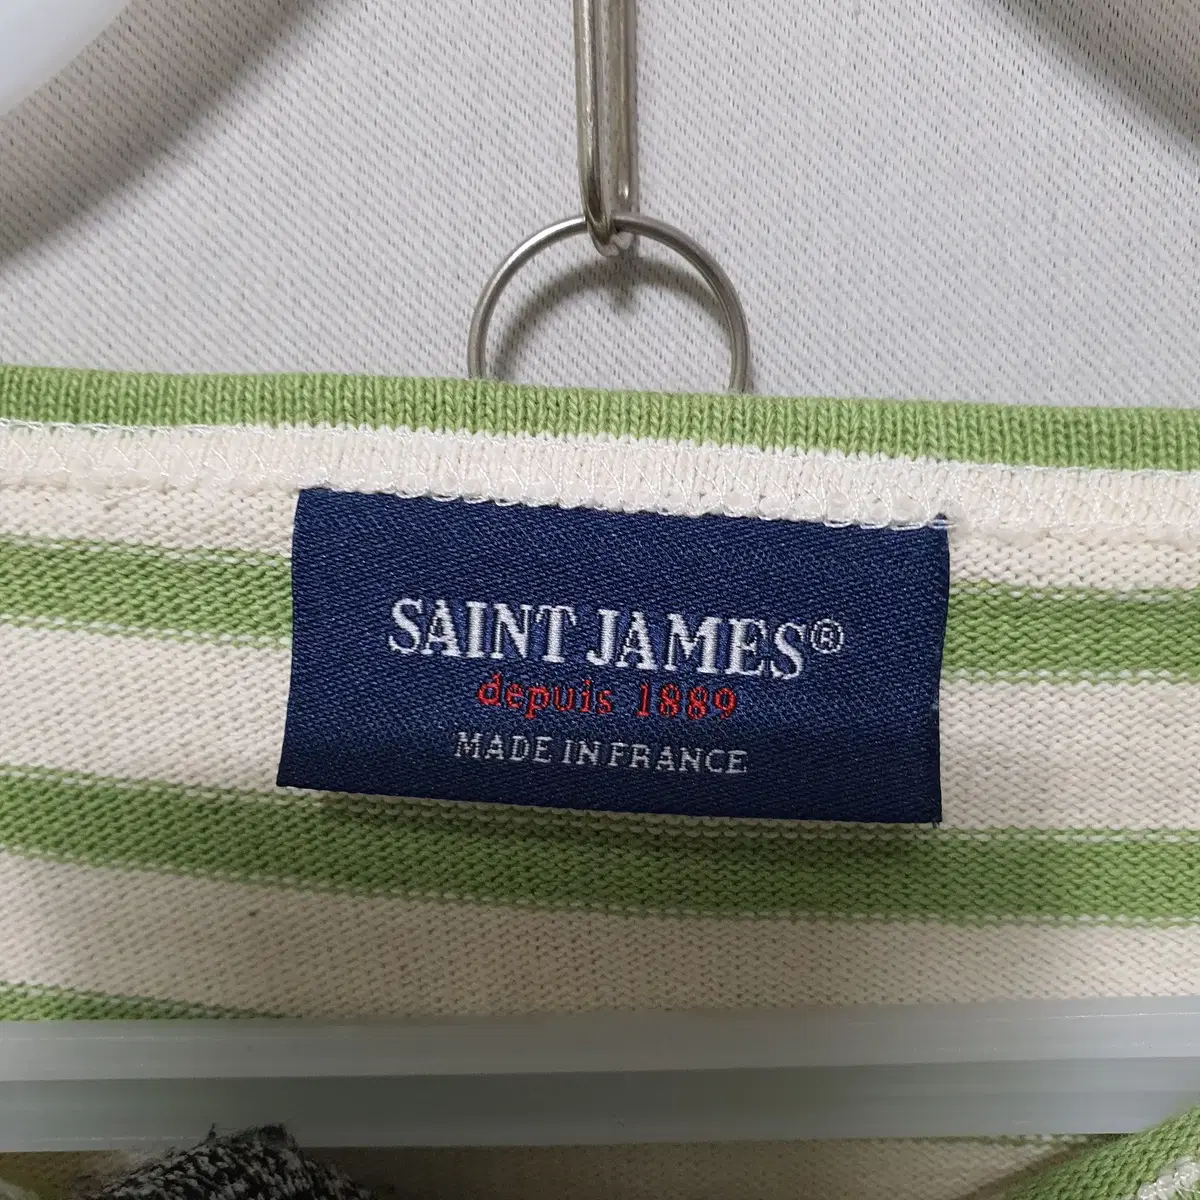 SAINT JAMES®
depuis 1889
MADE IN FRANCE